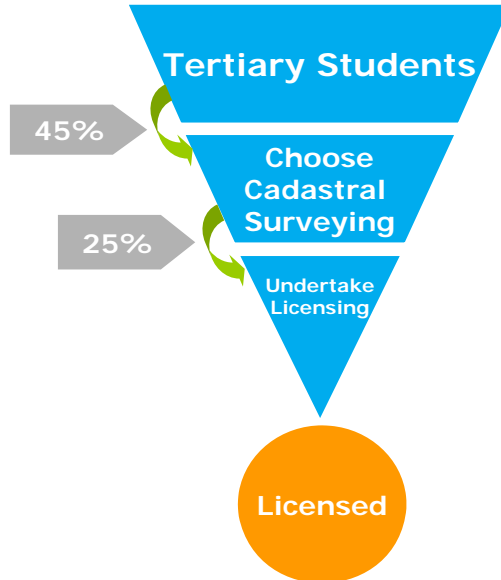 Tertiary Students
45%
Choose
Cadastral
Surveying
25%
Undertake
Licensing
Licensed